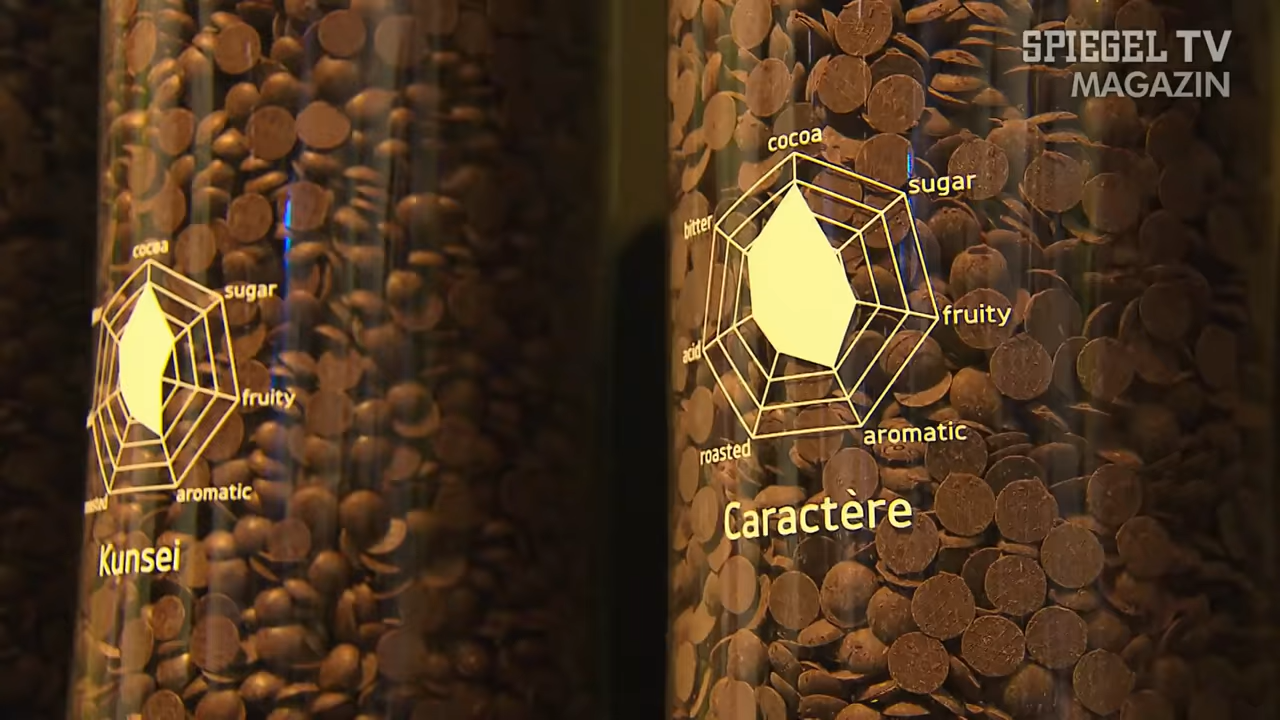 SPIEGEL TV
MAGAZIN
cocoa
sugar
fruity
aromatic
Kunsei
cocoa
sugar
bitter
fruity
acid
aromatic
roasted
Caractère